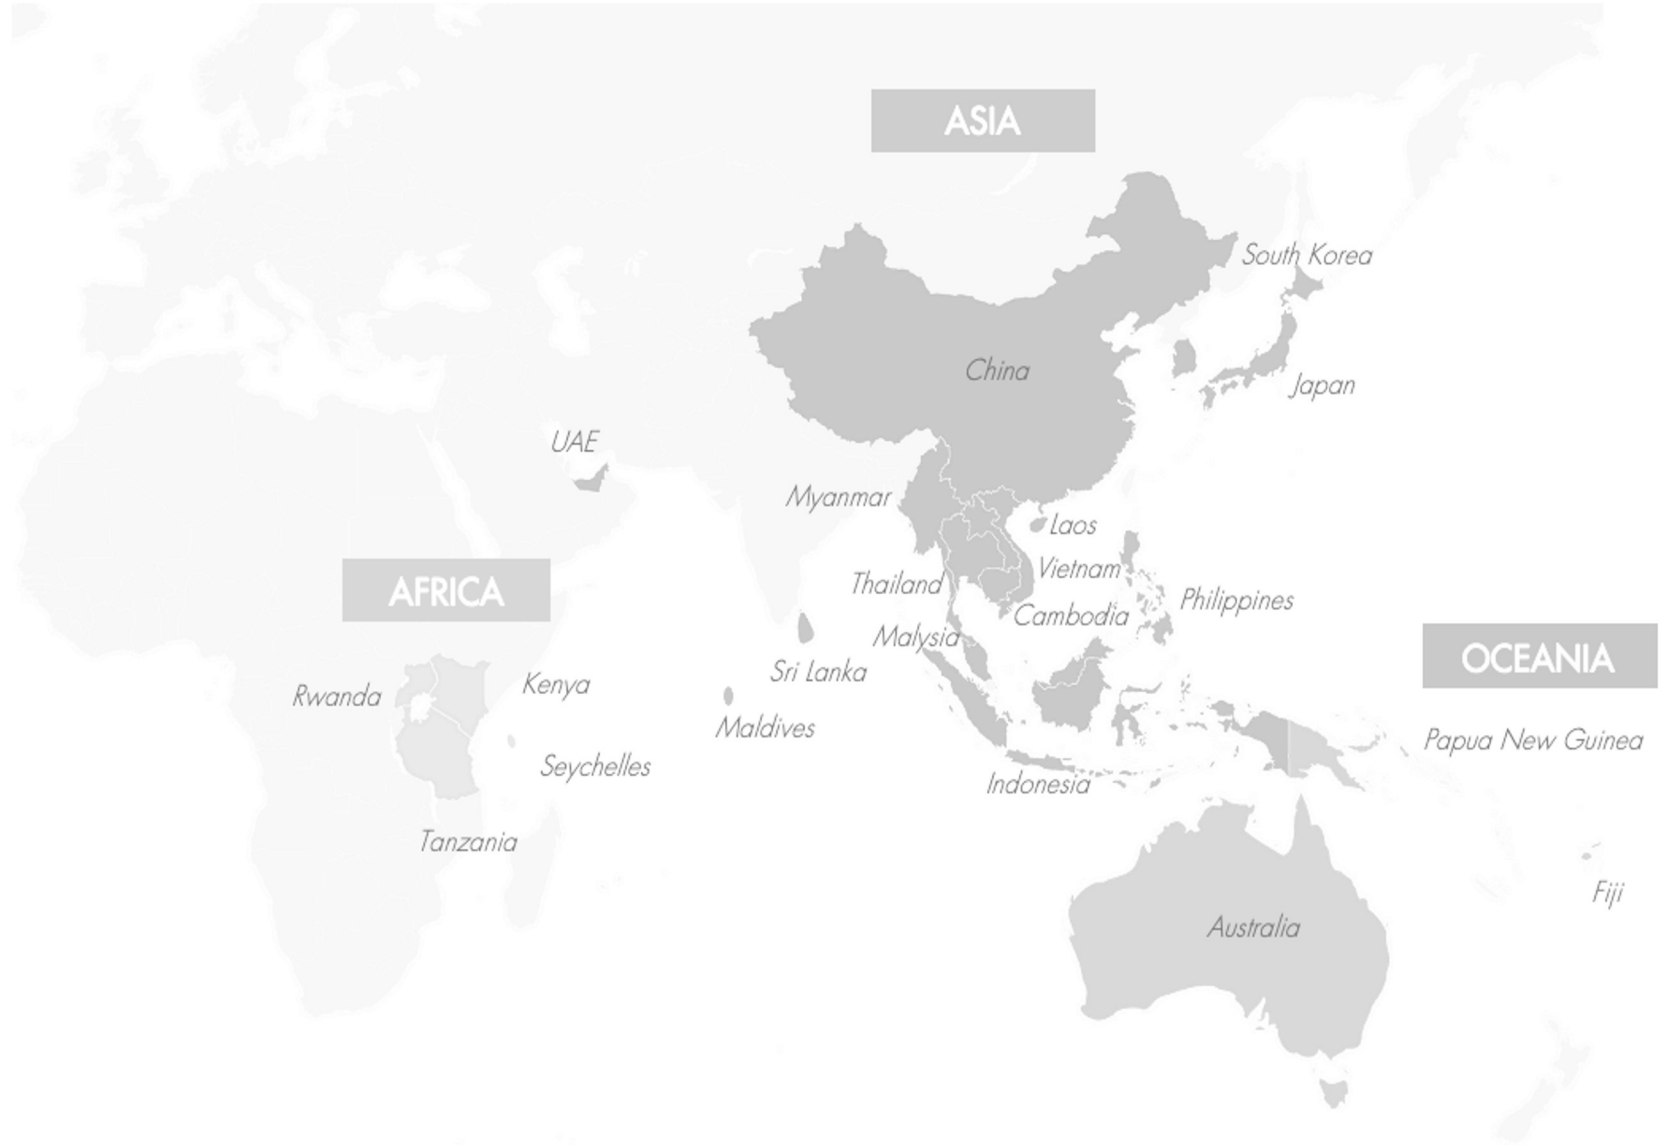 ASIA
South Korea
China
Japan
UAE
Myanmar
Laos
Vietnam
Thailand
Philippines
AFRICA
Cambodia
Malysia
OCEANIA
Sri Lanka
Kenya
Rwanda
Maldives
Papua New Guinea
Seychelles
Indonesia
Tanzania
Fiji
Australia